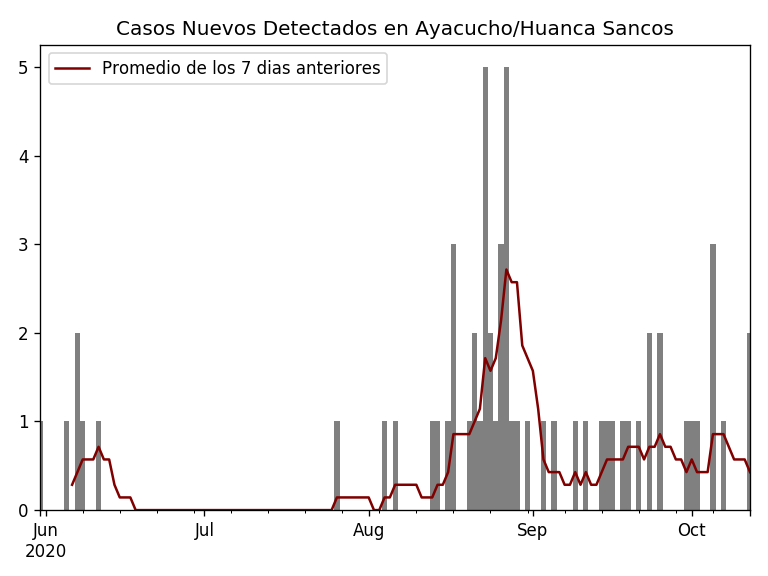 Casos Nuevos Detectados en Ayacucho/Huanca Sancos
Promedio de los 7 dias anteriores
5
4
3
2
1
0
Jun Jul Aug Sep Oct
2020